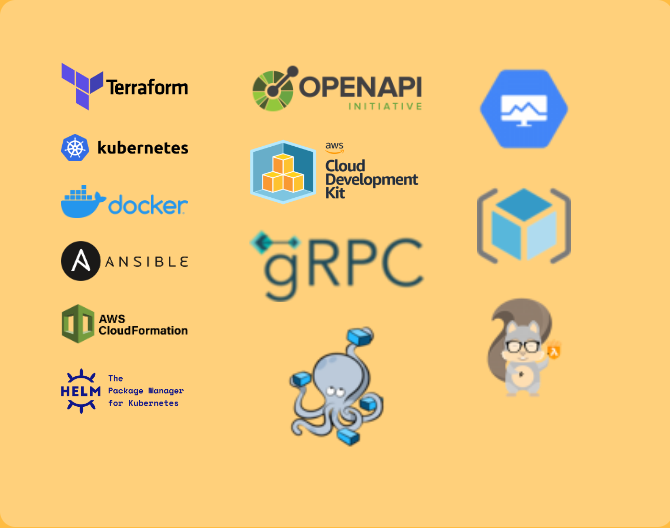 Terraform
kubernetes
docker
ANSIBLE
AWS
CloudFormation
HELM
The
Package Manager
for Kubernetes
OPENAPI
INITIATIVE
aws
Cloud
Development
Kit
gRPC